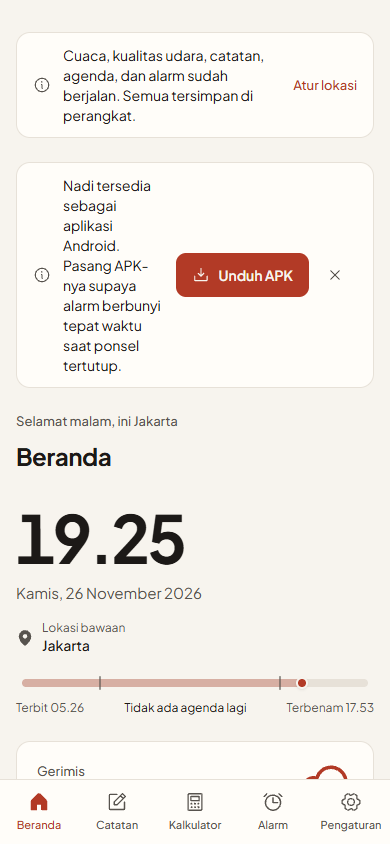 Cuaca, kualitas udara, catatan,
agenda, dan alarm sudah
berjalan. Semua tersimpan di
perangkat.
Atur lokasi
Nadi tersedia
sebagai
aplikasi
Android.
Pasang APK-
nya supaya
alarm berbunyi
tepat waktu
saat ponsel
tertutup.
Unduh APK
Selamat malam, ini Jakarta
Beranda
19.25
Kamis, 26 November 2026
Lokasi bawaan
Jakarta
Terbit 05.26
Tidak ada agenda lagi
Terbenam 17.53
Gerimis
Beranda
Catatan
Kalkulator
Alarm
Pengaturan